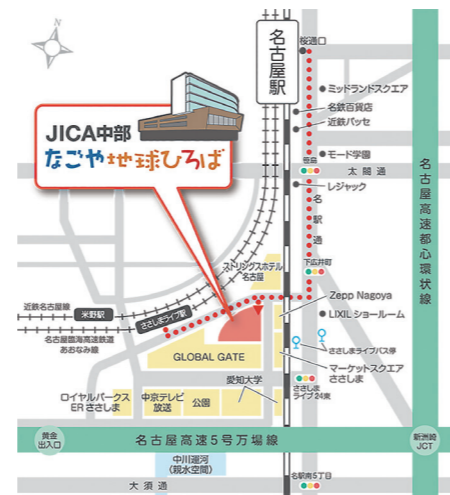 名古屋駅
桜通口
ミッドランドスクエア
名鉄百貨店
近鉄パッセ
モード学園
笹島
太閤通
レジャック
名駅通
名古屋高速都心環状線
JICA中部
なごや地球ひろば
下広井町
ストリングスホテル
名古屋
Zepp Nagoya
LIXIL ショールーム
近鉄名古屋線
米野駅
ささしまライブ駅
名古屋臨海高速鉄道
あおなみ線
ささしまライブバス停
GLOBAL GATE
マーケットスクエア
ささしま
愛知大学
ささしま
ライブ24東
ロイヤルパークス
ERささしま
中京テレビ
放送
公園
黄金
出入口
名古屋高速5号万場線
新洲崎
JCT
中川運河
(親水空間)
名駅南5丁目
大須通